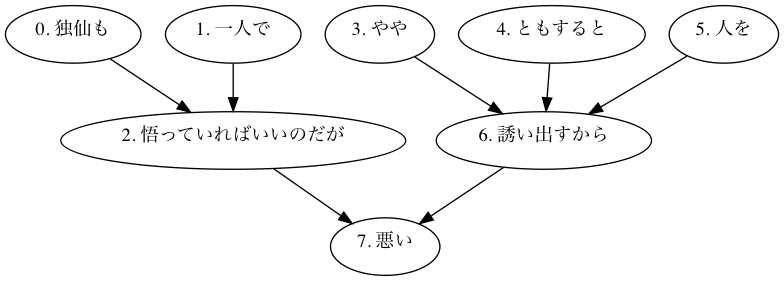 0. 独仙も
1. 一人で
3. やや
4. ともすると
5. 人を
2. 悟っていればいいのだが
6. 誘い出すから
7. 悪い